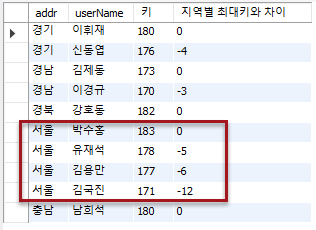 addr userName 키 지역별 최대키와 차이
경기 이휘재 180 0
경기 신동엽 176 -4
경남 김제동 173 0
경남 이경규 170 -3
경북 강호동 182 0
서울 박수홍 183 0
서울 유재석 178 -5
서울 김용만 177 -6
서울 김국진 171 -12
충남 남희석 180 0